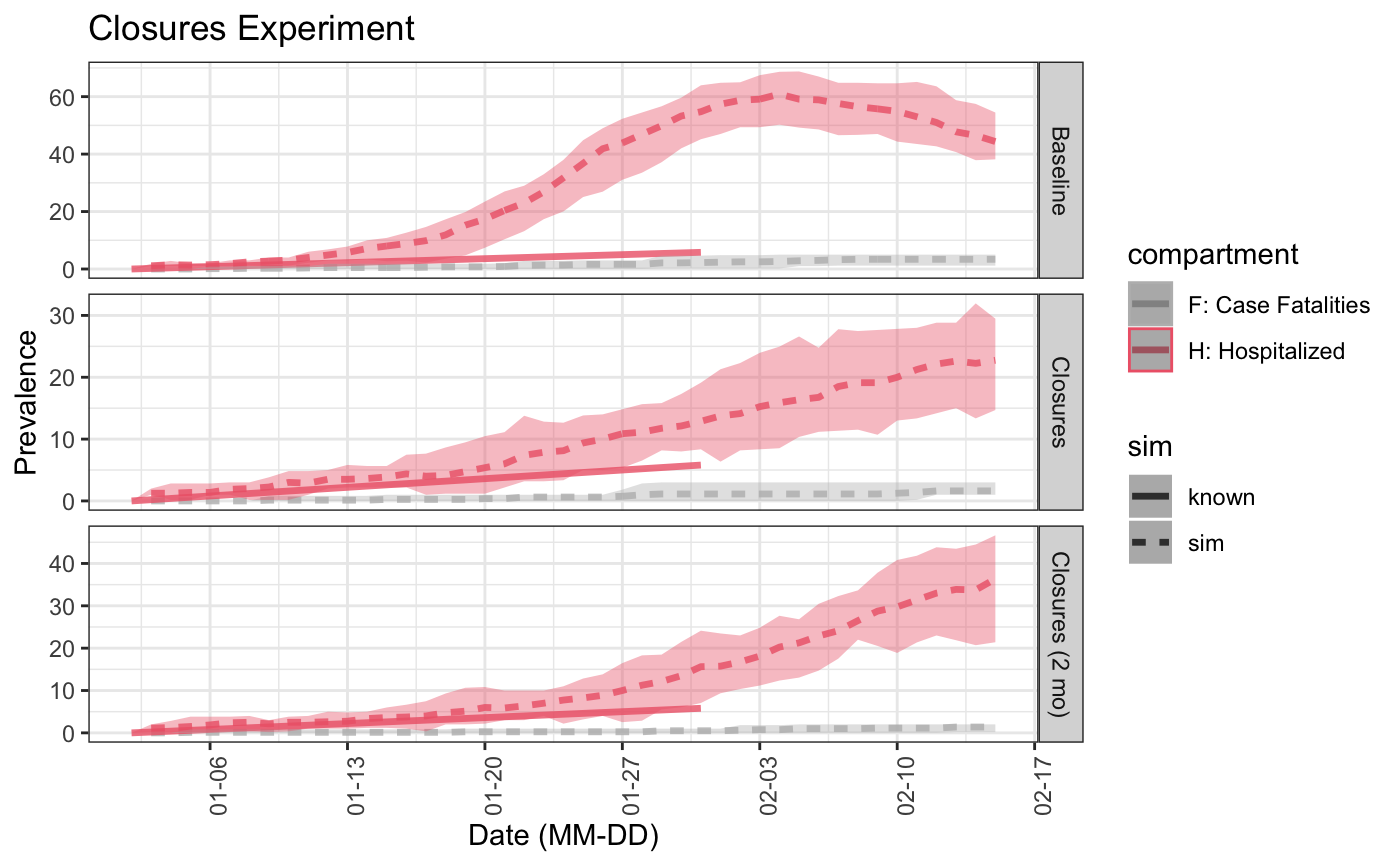 Closures Experiment
Prevalence
60
40
20
0
Baseline
30
20
10
0
Closures
40
30
20
10
0
Closures (2 mo)
01-06
01-13
01-20
01-27
02-03
02-10
02-17
Date (MM-DD)
compartment
F: Case Fatalities
H: Hospitalized
sim
known
sim